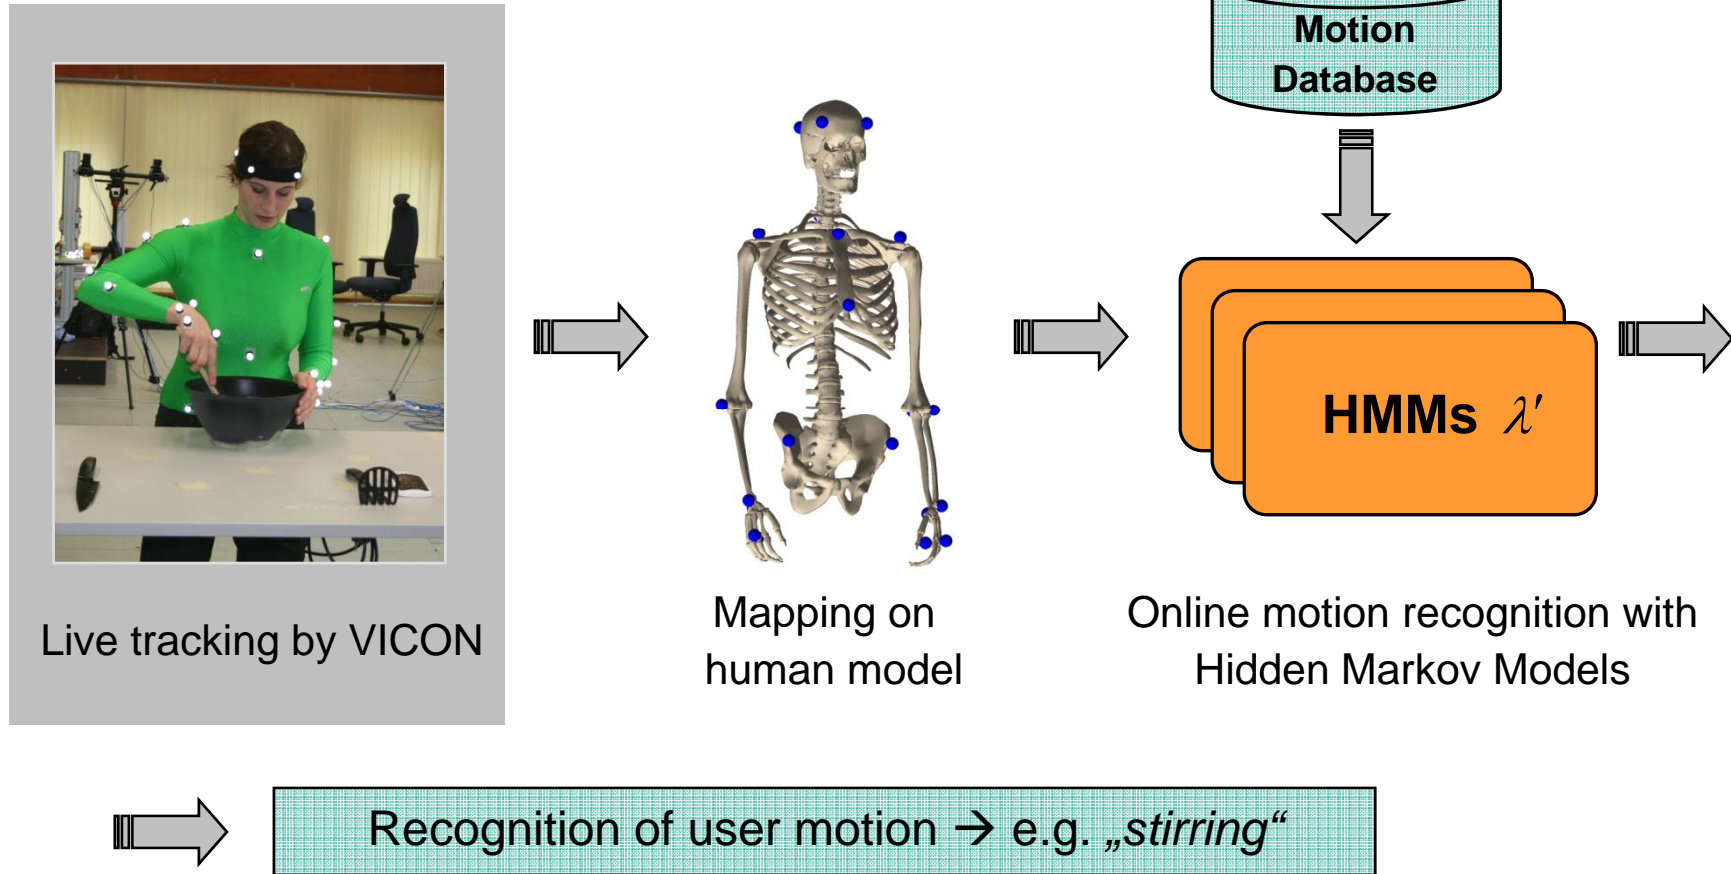 Motion
Database
HMMs λ'
Live tracking by VICON
Mapping on
human model
Online motion recognition with
Hidden Markov Models
Recognition of user motion → e.g. „stirring“